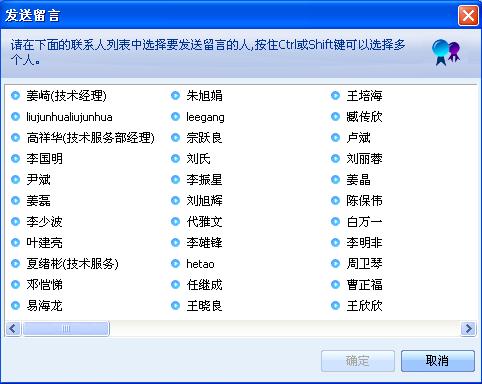 发送留言
请在下面的联系人列表中选择要发送留言的人,按住Ctrl或Shift键可以选择多
个人。
姜崎(技术经理)
liujunhualiujunhua
高祥华(技术服务部经理)
李国明
尹斌
姜磊
李少波
叶建亮
夏绪彬(技术服务)
邓恺悌
易海龙
朱旭娟
leegang
宗跃良
刘氏
李振星
刘旭辉
代雅文
李雄锋
hetao
任继成
王晓良
王培海
臧传欣
卢斌
刘丽蓉
姜晶
陈保伟
白万一
李明非
周卫琴
曹正福
王欣欣
确定
取消